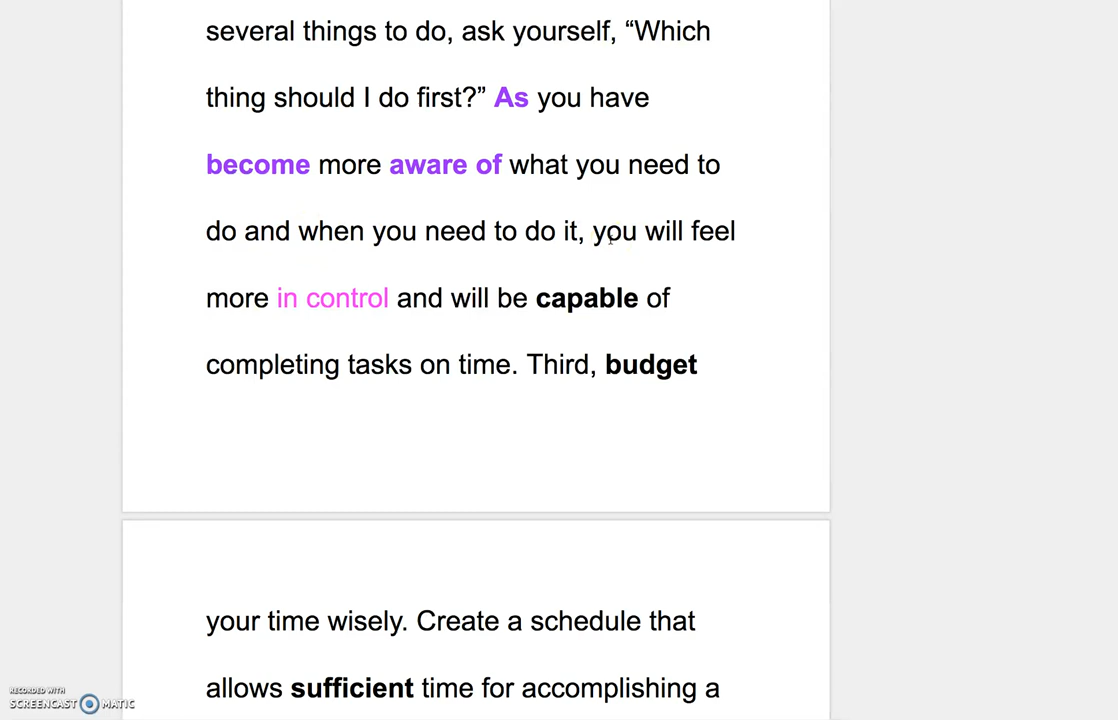 several things to do, ask yourself, “Which
thing should I do first?” As you have
become more aware of what you need to
do and when you need to do it, you will feel
more in control and will be capable of
completing tasks on time. Third, budget
your time wisely. Create a schedule that
allows sufficient time for accomplishing a
RECORDED WITH
SCREENCAST MATIC